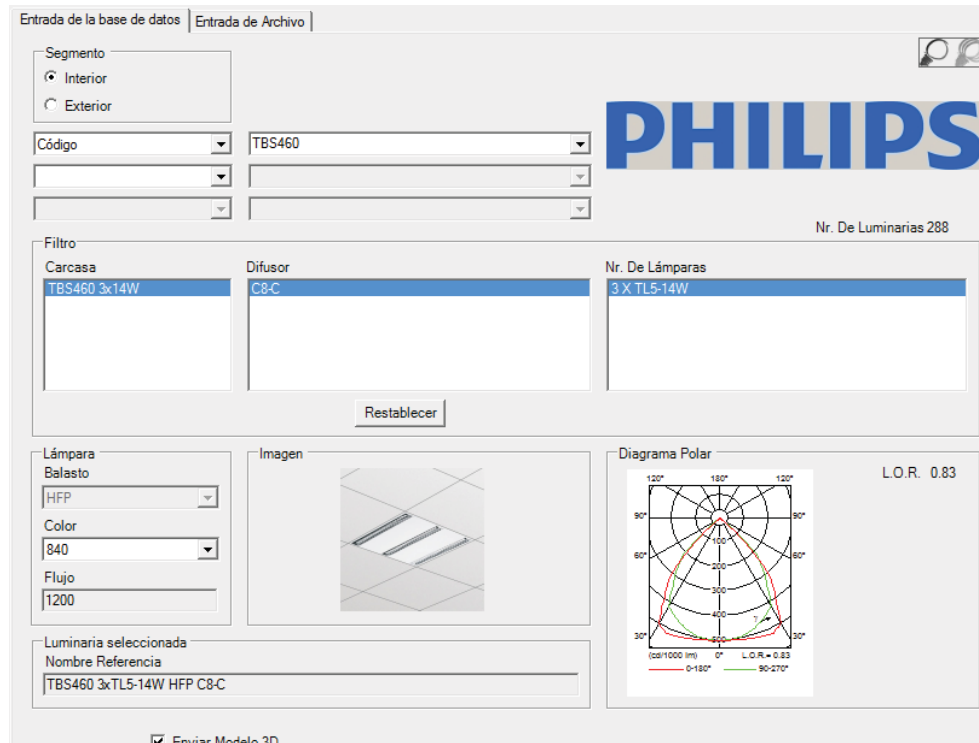 Entrada de la base de datos
Entrada de Archivo
Segmento
Interior
Exterior
PHILIPS
Código
TBS460
Nr. De Luminarias 288
Filtro
Carcasa
Difusor
Nr. De Lámparas
TBS460 3x14W
C8-C
3 X TL5-14W
Restablecer
Lámpara
Balasto
HFP
Color
840
Flujo
1200
Imagen
Diagrama Polar
L.O.R. 0.83
120° 180° 120°
90° 90°
100
60° 60°
200
300
400
30° 30°
(cd/1000 lm) 0° L.O.R.= 0.83
0-180° 90-270°
Luminaria seleccionada
Nombre Referencia
TBS460 3xTL5-14W HFP C8-C
Enviar Modelo 3D